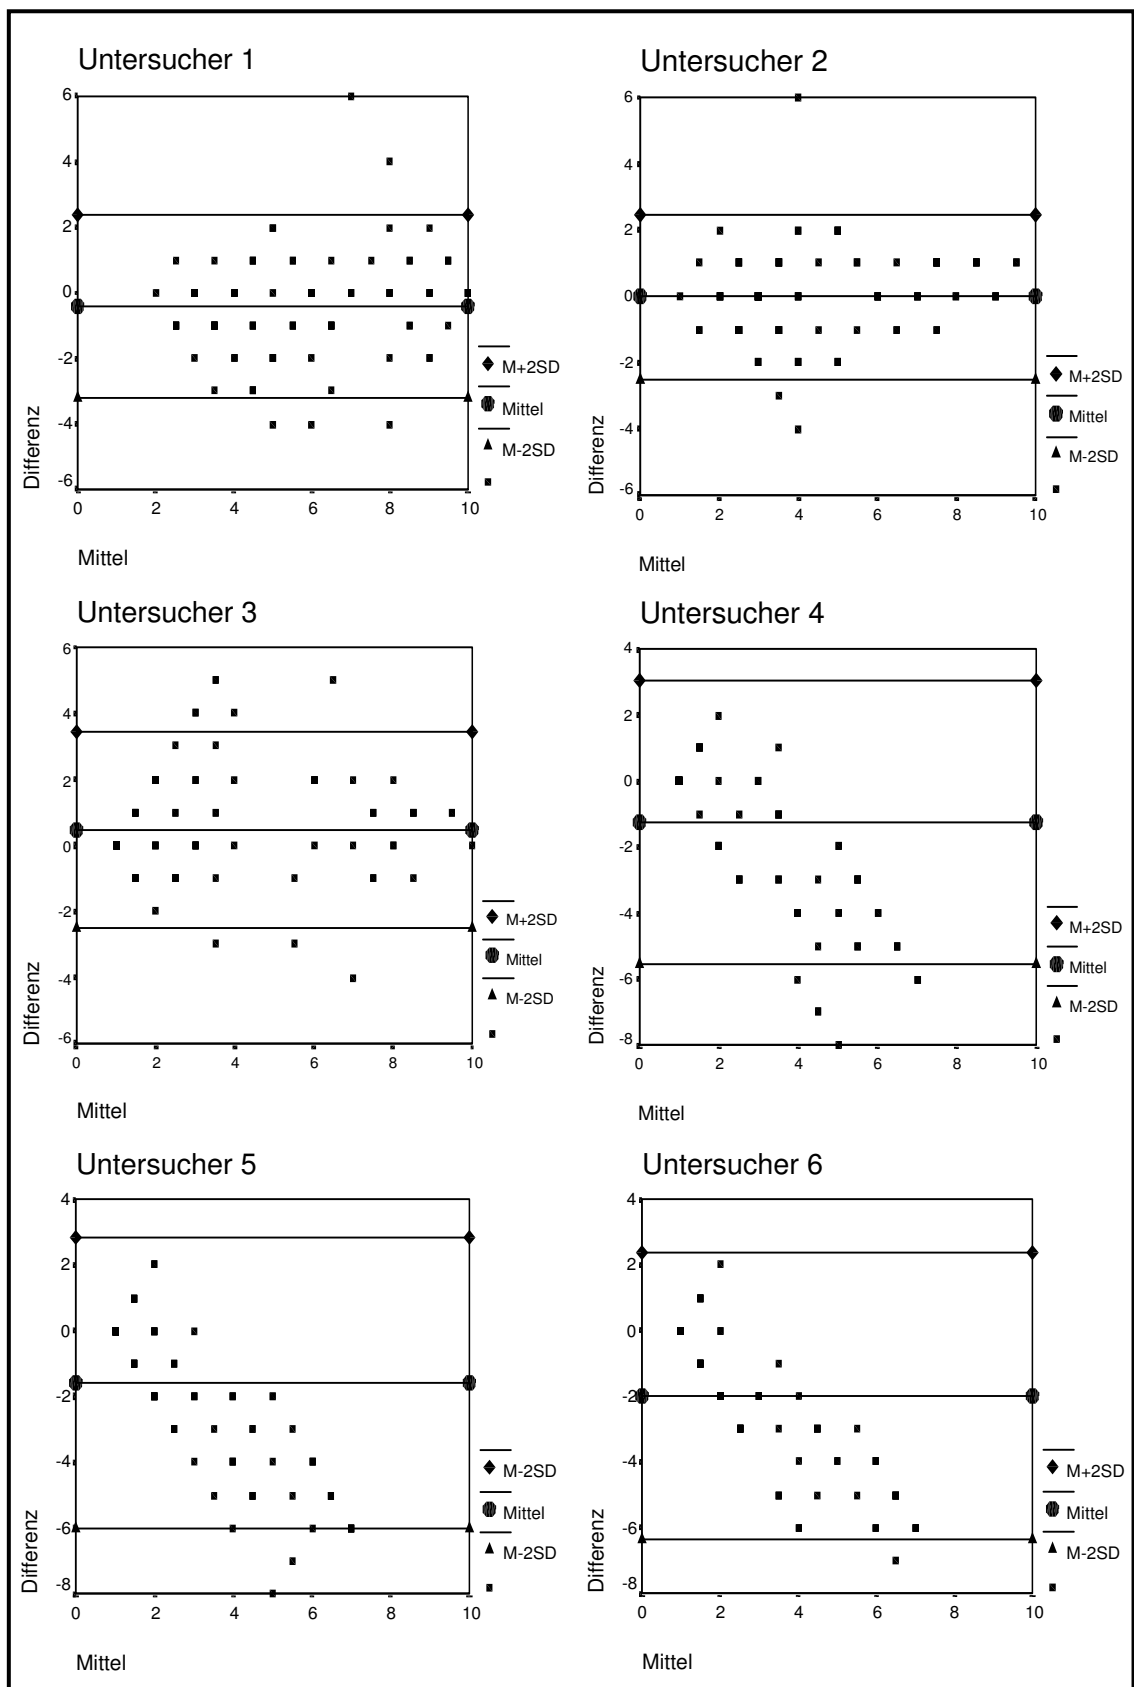 Untersucher 1
6
4
2
0
-2
-4
-6
0 2 4 6 8 10
Differenz
Mittel
M+2SD
Mittel
M-2SD
Untersucher 2
6
4
2
0
-2
-4
-6
0 2 4 6 8 10
Differenz
Mittel
M+2SD
Mittel
M-2SD
Untersucher 3
6
4
2
0
-2
-4
-6
0 2 4 6 8 10
Differenz
Mittel
M+2SD
Mittel
M-2SD
Untersucher 4
4
2
0
-2
-4
-6
-8
0 2 4 6 8 10
Differenz
Mittel
M+2SD
Mittel
M-2SD
Untersucher 5
4
2
0
-2
-4
-6
-8
0 2 4 6 8 10
Differenz
Mittel
M-2SD
Mittel
M-2SD
Untersucher 6
4
2
0
-2
-4
-6
-8
0 2 4 6 8 10
Differenz
Mittel
M+2SD
Mittel
M-2SD